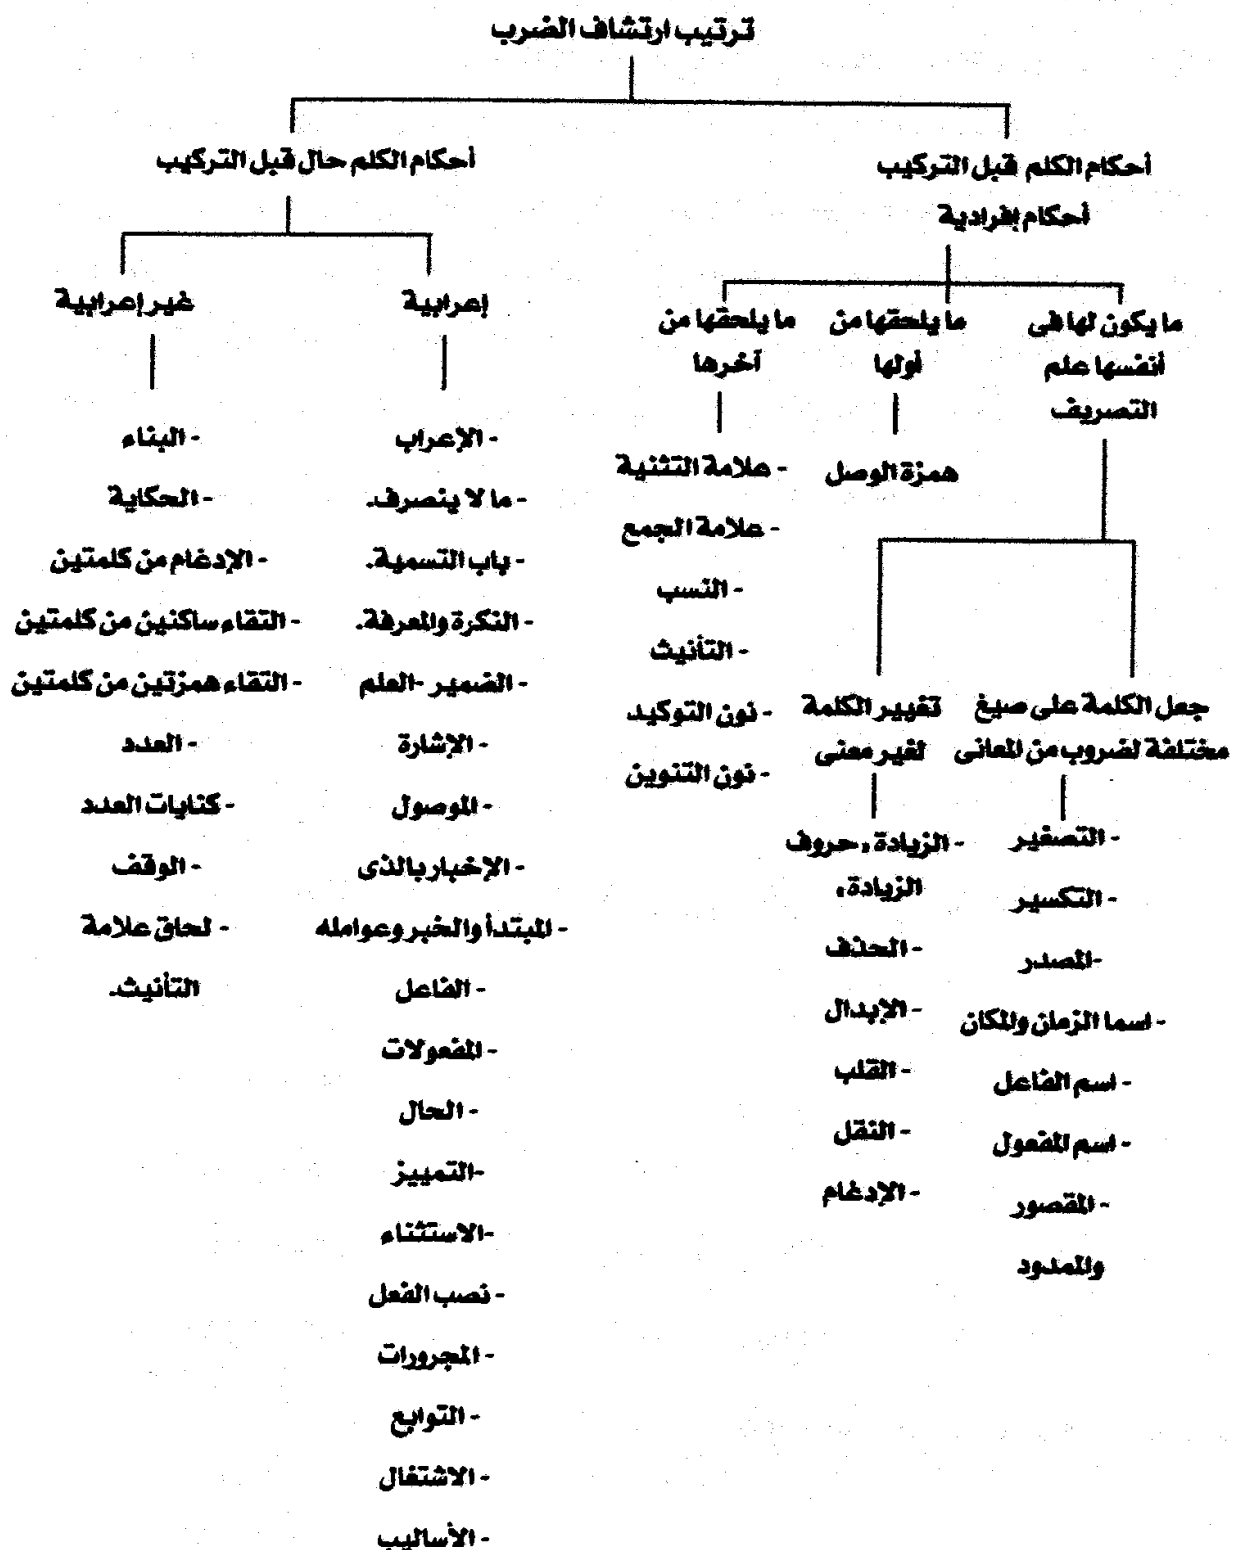 ترتيب ارتشاف الضرب
أحكام الكلم قبل التركيب
أحكام إفرادية
ما يكون لها فى
أنفسها علم
التصريف
جعل الكلمة على صيغ
مختلفة لضروب من المعانى
- التصغير
- التكسير
-المصدر
- اسما الزمان والمكان
- اسم الفاعل
- اسم المفعول
- المقصور
والممدود
تغيير الكلمة
لغير معنى
- الزيادة «حروف
الزيادة»
- الحذف
- الإبدال
- القلب
- النقل
- الإدغام
ما يلحقها من
أولها
همزة الوصل
ما يلحقها من
آخرها
- علامة التثنية
- علامة الجمع
- النسب
- التأنيث
- نون التوكيد
- نون التنوين
أحكام الكلم حال قبل التركيب
إعرابية
- الإعراب
- ما لا ينصرف.
- باب التسمية.
- النكرة والمعرفة.
- الضمير -العلم
- الإشارة
- الموصول
- الإخبار بالذى
- المبتدأ والخبر وعوامله
- الفاعل
- المفعولات
- الحال
-التمييز
-الاستثناء
- نصب الفعل
- المجرورات
- التوابع
- الاشتغال
- الأساليب
غير إعرابية
- البناء
- الحكاية
- الإدغام من كلمتين
- التقاء ساكنين من كلمتين
- التقاء همزتين من كلمتين
- العدد
- كنايات العدد
- الوقف
- لحاق علامة
التأنيث.